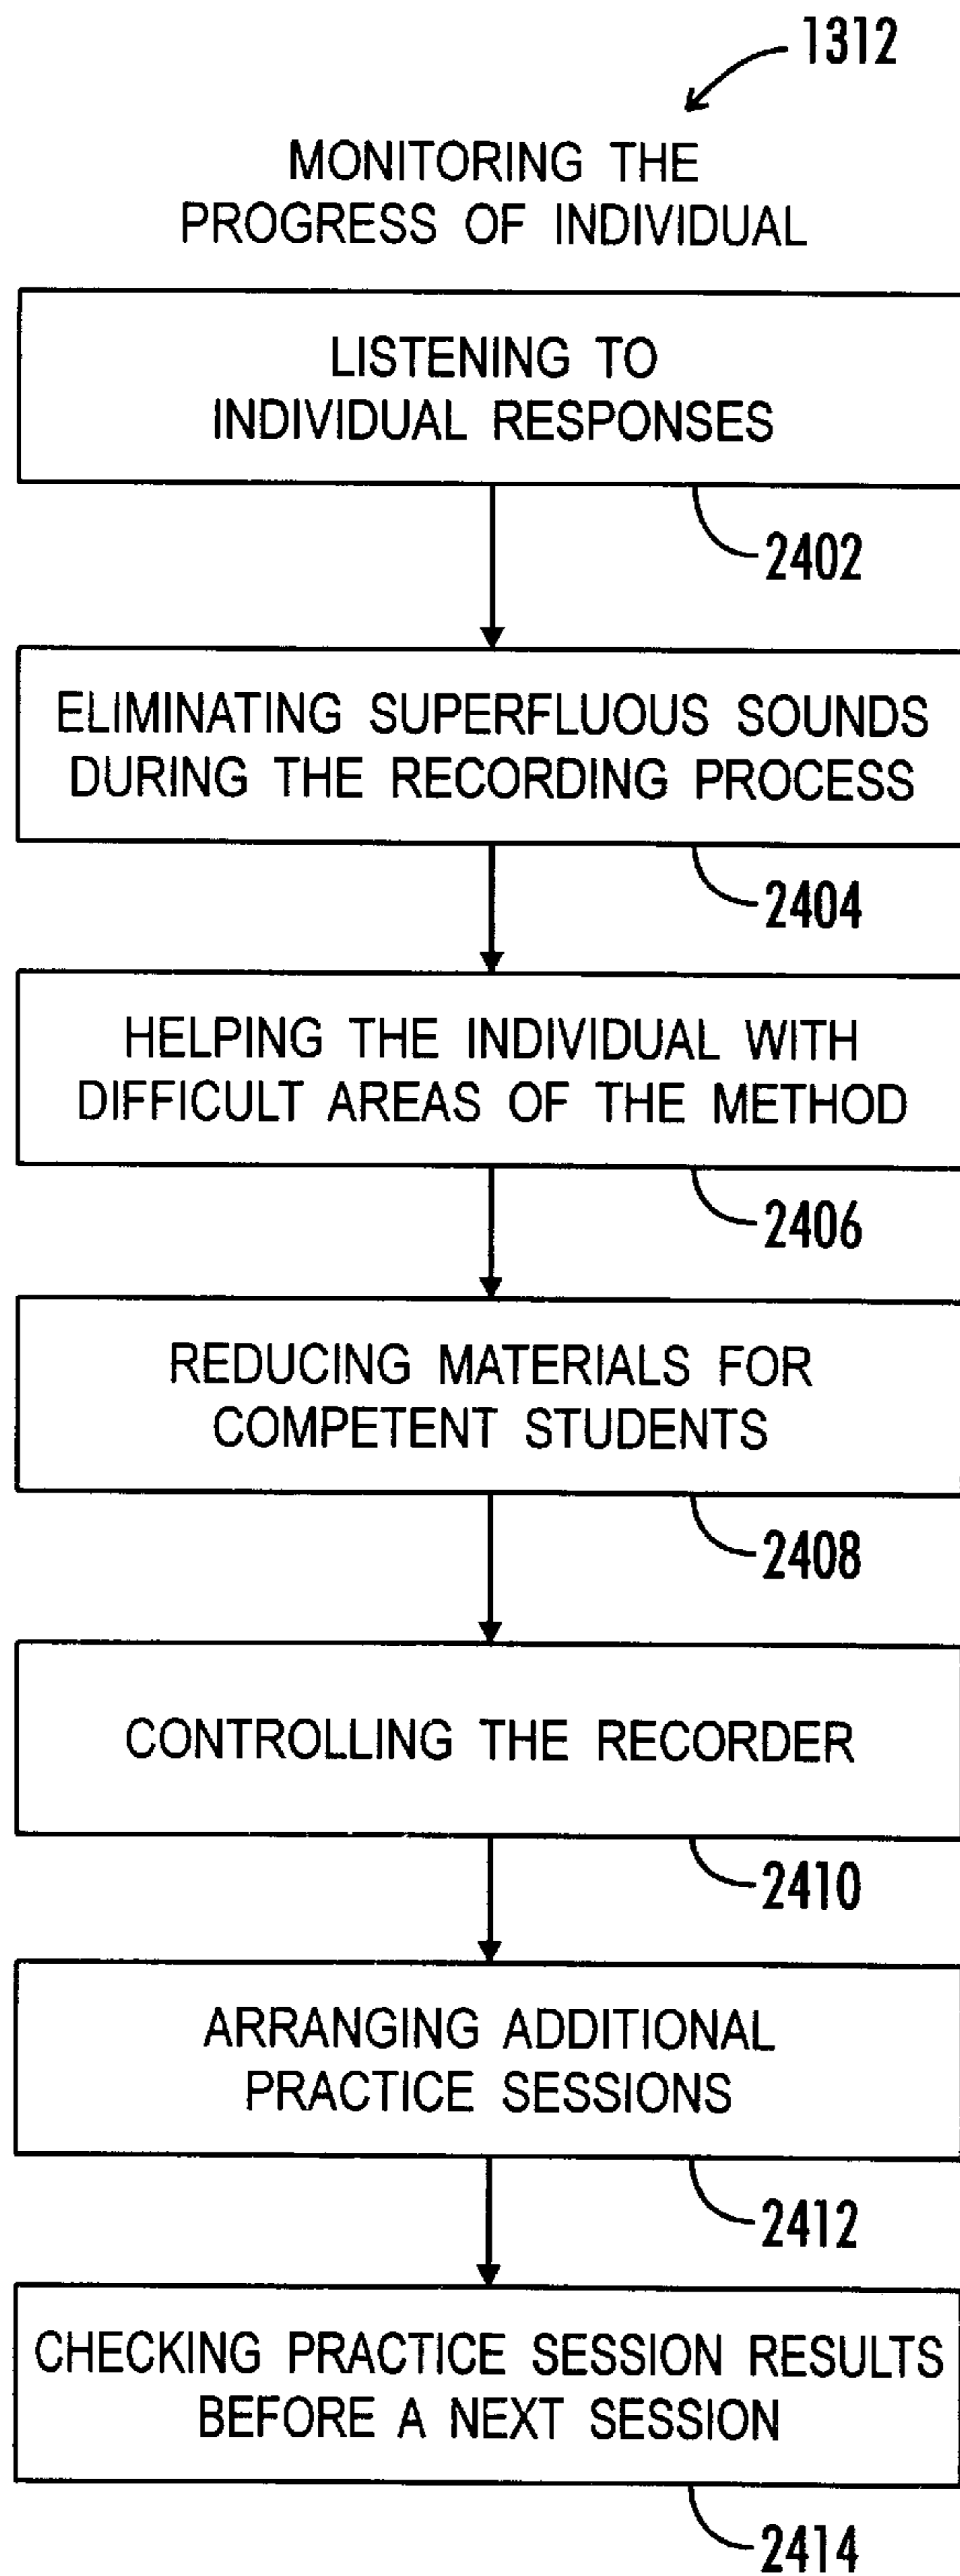 1312
MONITORING THE
PROGRESS OF INDIVIDUAL
LISTENING TO
INDIVIDUAL RESPONSES
2402
ELIMINATING SUPERFLUOUS SOUNDS
DURING THE RECORDING PROCESS
2404
HELPING THE INDIVIDUAL WITH
DIFFICULT AREAS OF THE METHOD
2406
REDUCING MATERIALS FOR
COMPETENT STUDENTS
2408
CONTROLLING THE RECORDER
2410
ARRANGING ADDITIONAL
PRACTICE SESSIONS
2412
CHECKING PRACTICE SESSION RESULTS
BEFORE A NEXT SESSION
2414